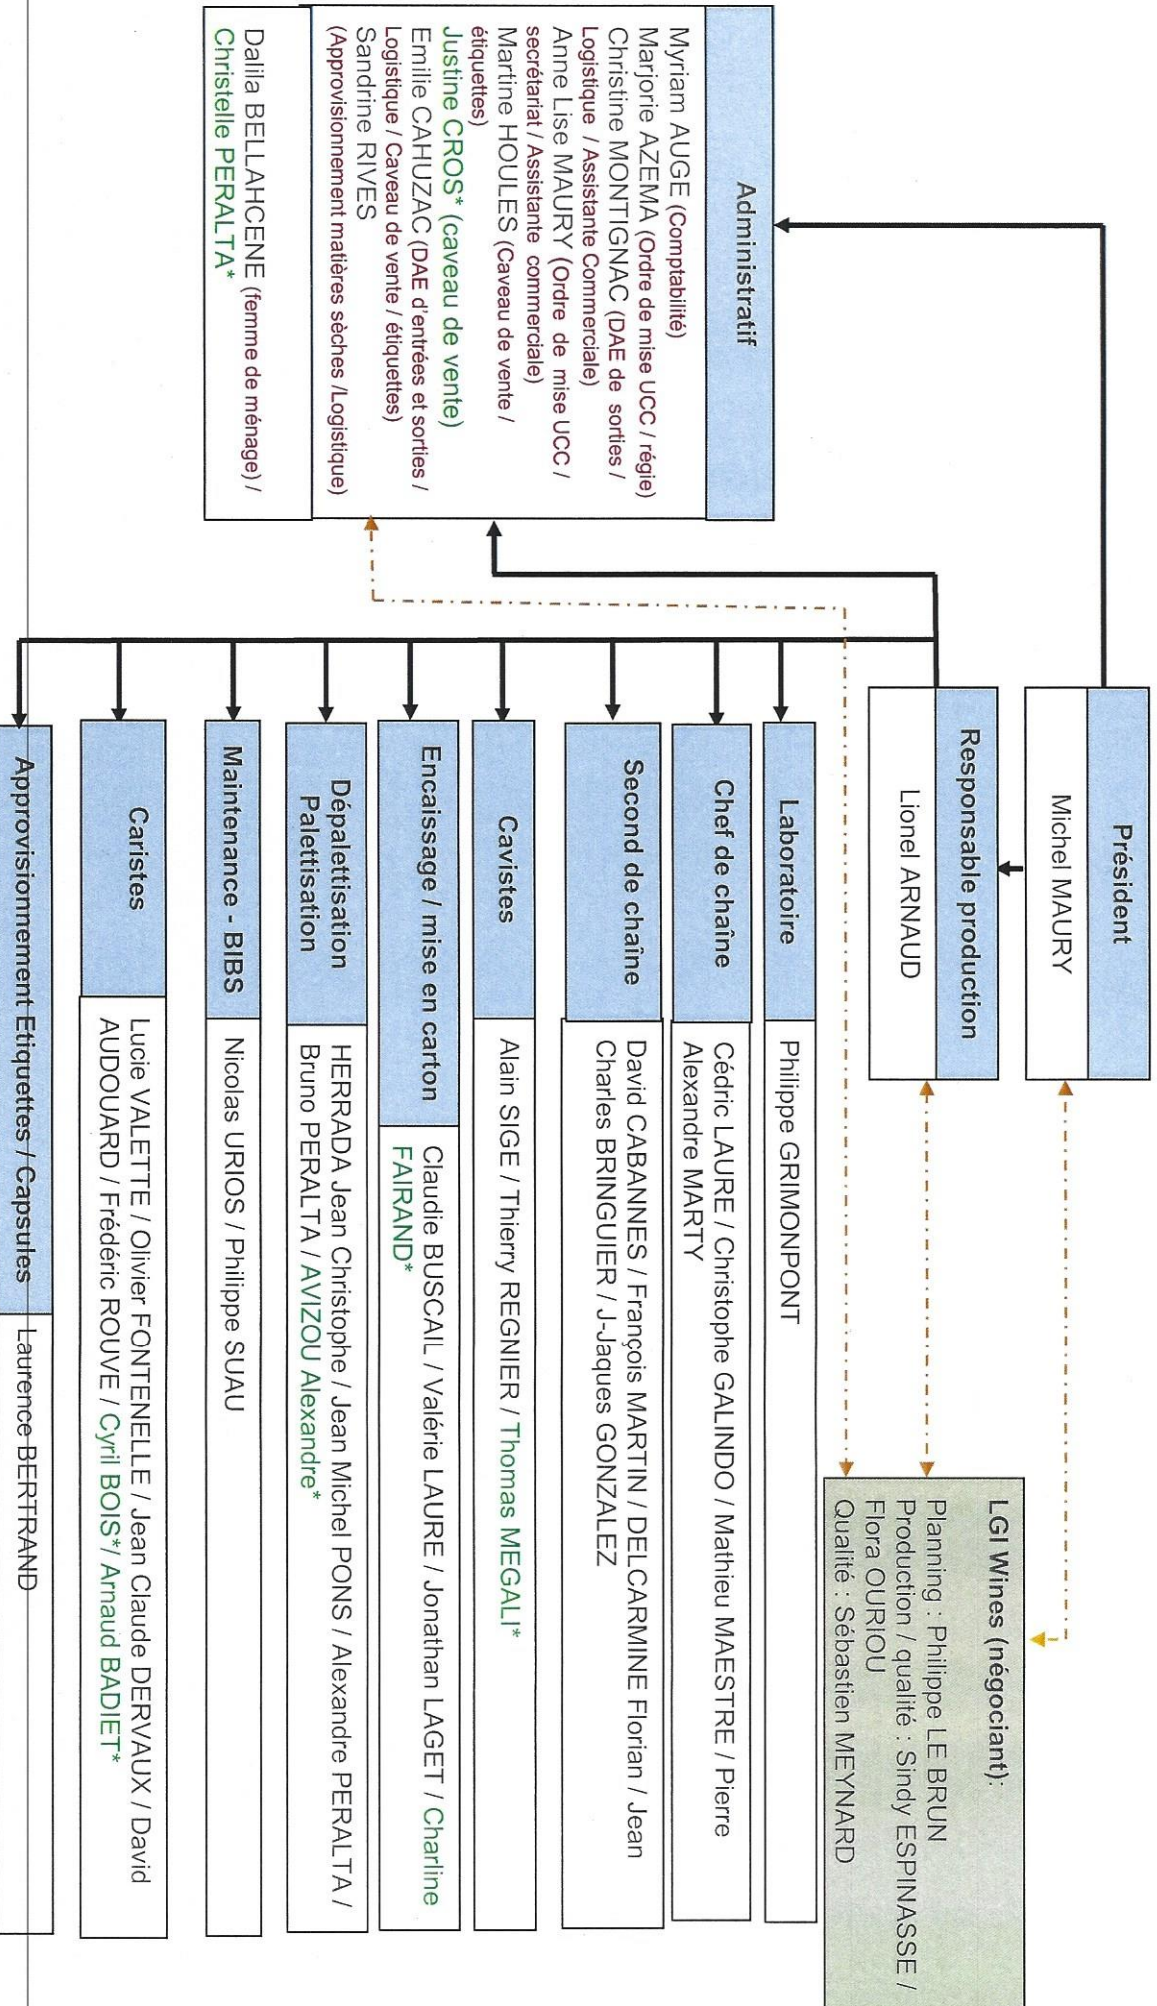 Président
Michel MAURY
Responsable production
Lionel ARNAUD
LGI Wines (négociant):
Planning : Philippe LE BRUN
Production / qualité : Sindy ESPINASSE /
Flora OURIOU
Qualité : Sébastien MEYNARD
Administratif
Myriam AUGE (Comptabilité)
Marjorie AZEMA (Ordre de mise UCC / régie)
Christine MONTIGNAC (DAE de sorties /
Logistique / Assistante Commerciale)
Anne Lise MAURY (Ordre de mise UCC /
secrétariat / Assistante commerciale)
Martine HOULES (Caveau de vente /
étiquettes)
Justine CROS* (caveau de vente)
Emilie CAHUZAC (DAE d'entrées et sorties /
Logistique / Caveau de vente / étiquettes)
Sandrine RIVES
(Approvisionnement matières sèches /Logistique)
Dalila BELLAHCENE (femme de ménage) /
Christelle PERALTA*
Laboratoire
Philippe GRIMONPONT
Chef de chaîne
Cédric LAURE / Christophe GALINDO / Mathieu MAESTRE / Pierre
Alexandre MARTY
Second de chaîne
David CABANNES / François MARTIN / DELCARMINE Florian / Jean
Charles BRINGUIER / J-Jaques GONZALEZ
Cavistes
Alain SIGE / Thierry REGNIER / Thomas MEGALI*
Encaissage / mise en carton
Claudie BUSCAIL / Valérie LAURE / Jonathan LAGET / Charline
FAIRAND*
Dépalettisation
Palettisation
HERRADA Jean Christophe / Jean Michel PONS / Alexandre PERALTA /
Bruno PERALTA / AVIZOU Alexandre*
Maintenance - BIBS
Nicolas URIOS / Philippe SUAU
Caristes
Lucie VALETTE / Olivier FONTENELLE / Jean Claude DERVAUX / David
AUDOUARD / Frédéric ROUVE / Cyril BOIS*/ Arnaud BADIET*
Approvisionnement Etiquettes / Capsules
Laurence BERTRAND